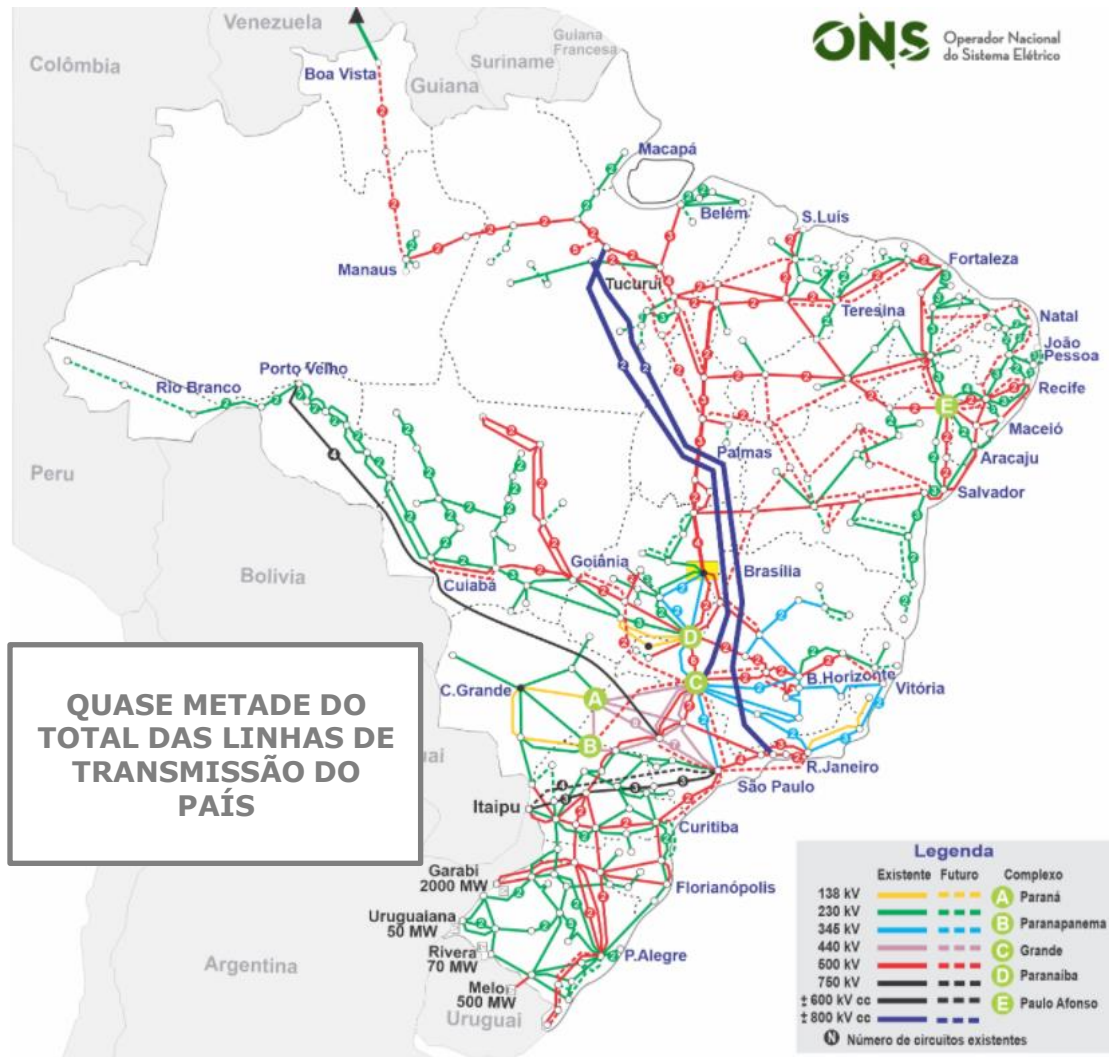 Venezuela
Guiana
Francesa
Suriname
Guiana
Colômbia
Boa Vista
ONS Operador Nacional
do Sistema Elétrico
Macapá
Belém
S.Luís
Fortaleza
Manaus
Tucuruí
Teresina
Natal
João
Pessoa
Recife
Porto Velho
Rio Branco
E
Maceió
Aracaju
Palmas
Salvador
Peru
Bolivia
Cuiabá
Goiânia
Brasília
D
C
B.Horizonte
Vitória
QUASE METADE DO
TOTAL DAS LINHAS DE
TRANSMISSÃO DO
PAÍS
C.Grande
A
B
uai
R.Janeiro
São Paulo
Itaipu
Curitiba
Garabi
2000 MW
Florianópolis
Uruguaiana
50 MW
Rivera
70 MW
P.Alegre
Melo
500 MW
Argentina
Uruguai
Legenda
Existente Futuro Complexo
138 kV A Paraná
230 kV
345 kV B Paranapanema
440 kV C Grande
500 kV
750 kV D Paranaíba
±600 kV cc
±800 kV cc E Paulo Afonso
N Número de circuitos existentes